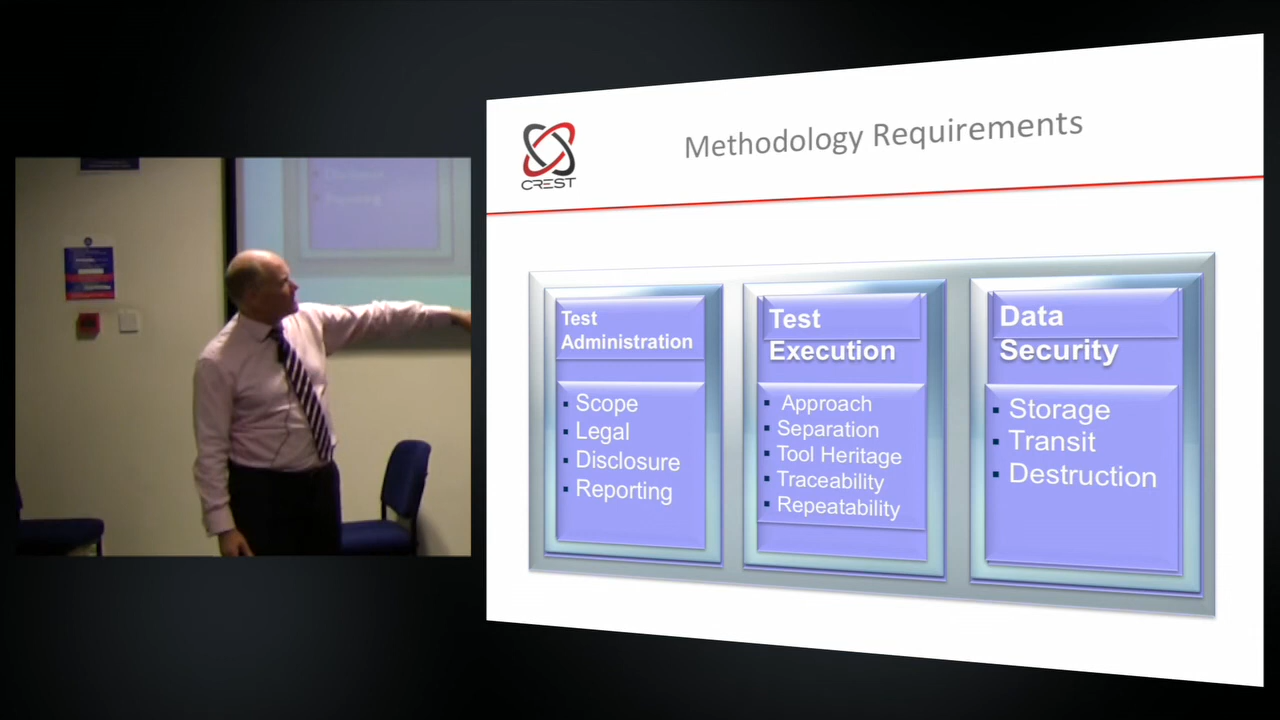 CREST
Methodology Requirements
Test
Administration
▪ Scope
▪ Legal
▪ Disclosure
▪ Reporting
Test
Execution
▪ Approach
▪ Separation
▪ Tool Heritage
▪ Traceability
▪ Repeatability
Data
Security
▪ Storage
▪ Transit
▪ Destruction